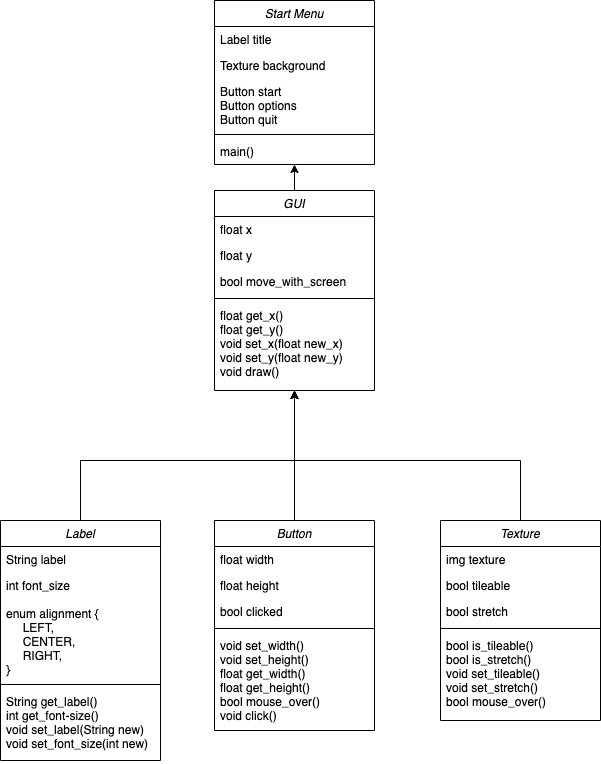 Start Menu
Label title
Texture background
Button start
Button options
Button quit
main()
GUI
float x
float y
bool move_with_screen
float get_x()
float get_y()
void set_x(float new_x)
void set_y(float new_y)
void draw()
Label
String label
int font_size
enum alignment {
LEFT,
CENTER,
RIGHT,
}
String get_label()
int get_font-size()
void set_label(String new)
void set_font_size(int new)
Button
float width
float height
bool clicked
void set_width()
void set_height()
float get_width()
float get_height()
bool mouse_over()
void click()
Texture
img texture
bool tileable
bool stretch
bool is_tileable()
bool is_stretch()
void set_tileable()
void set_stretch()
bool mouse_over()